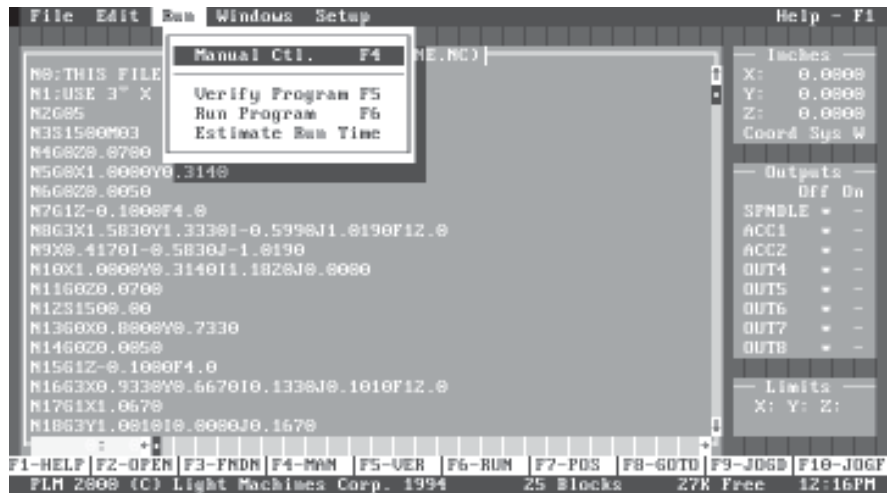 File Edit Run Windows Setup Help - F1
Manual Ctl. F4
Verify Program F5
Run Program F6
Estimate Run Time
NE.NC)
N0;THIS FILE
N1;USE 3" X
N2G05
N3S1500M03
N4G0Z0.0700
N5G0X1.0000Y0.3140
N6G0Z0.0050
N7G1Z-0.1000F4.0
N8G3X1.5830Y1.3330I-0.5990J1.0190F12.0
N9X0.4170I-0.5830J-1.0190
N10X1.0000Y0.3140I1.1820J0.0000
N11G0Z0.0700
N12S1500.00
N13G0X0.8000Y0.7330
N14G0Z0.0050
N15G1Z-0.1000F4.0
N16G3X0.9330Y0.6670I0.1330J0.1010F12.0
N17G1X1.0670
N18G3Y1.0010I0.0000J0.1670
Inches
X: 0.0000
Y: 0.0000
Z: 0.0000
Coord Sys W
Outputs
Off On
SPNDLE
ACC1
ACC2
OUT4
OUT5
OUT6
OUT7
OUT8
Limits
X: Y: Z:
F1-HELP F2-OPEN F3-FNDN F4-MAN F5-VER F6-RUN F7-POS F8-GOTO F9-JOGD F10-JOGF
PLM 2000 (C) Light Machines Corp. 1994 25 Blocks 27K Free 12:16PM